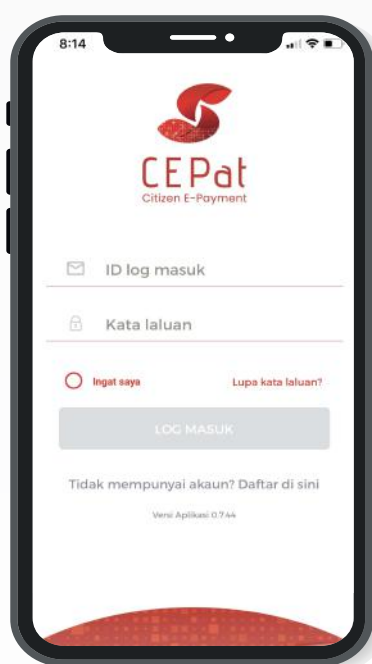 8:14
CEPat
Citizen E-Payment
ID log masuk
Kata laluan
Ingat saya
Lupa kata laluan?
LOG MASUK
Tidak mempunyai akaun? Daftar di sini
Versi Aplikasi 0.7.44